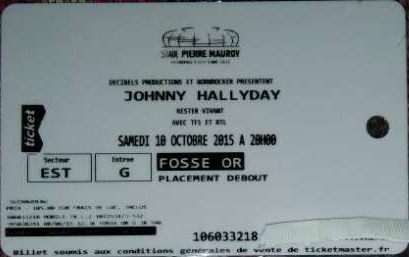 STADE PIERRE MAUROY
DECIBELS PRODUCTIONS ET BORNROCKER PRESENTENT
JOHNNY HALLYDAY
RESTER VIVANT
AVEC TF1 ET RTL
SAMEDI 10 OCTOBRE 2015 A 20H00
ticket
Secteur Entree
EST G FOSSE OR
PLACEMENT DEBOUT
PRIX
106033218
Billet soumis aux conditions générales de vente de ticketmaster.fr